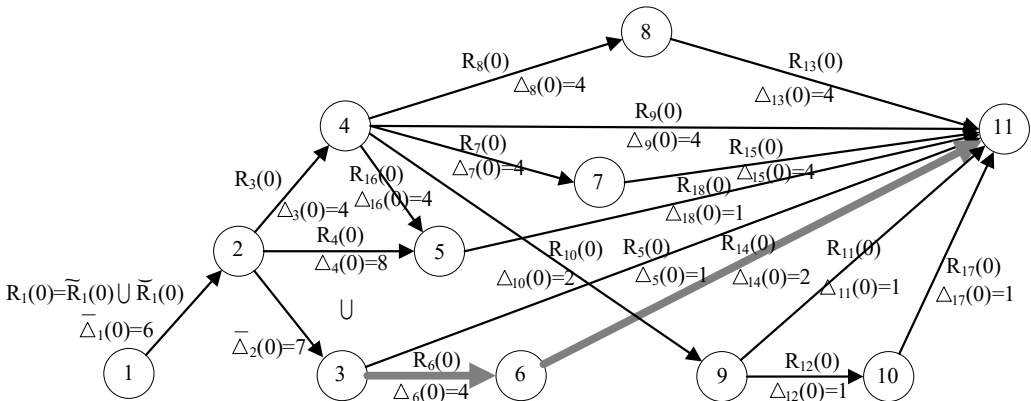 8
R₈(0)
△₈(0)=4
R₁₃(0)
△₁₃(0)=4
4
R₉(0)
△₉(0)=4
11
R₇(0)
△₇(0)=4
7
R₁₅(0)
△₁₅(0)=4
R₃(0)
△₃(0)=4
R₁₆(0)
△₁₆(0)=4
R₁₈(0)
△₁₈(0)=1
2
R₄(0)
△₄(0)=8
5
R₁₀(0)
△₁₀(0)=2
R₅(0)
△₅(0)=1
R₁₄(0)
△₁₄(0)=2
R₁₁(0)
△₁₁(0)=1
R₁₇(0)
△₁₇(0)=1
R₁(0)=R̃₁(0)∪R̆₁(0)
△̅₁(0)=6
∪
△̅₂(0)=7
1
3
R₆(0)
△₆(0)=4
6
9
R₁₂(0)
△₁₂(0)=1
10